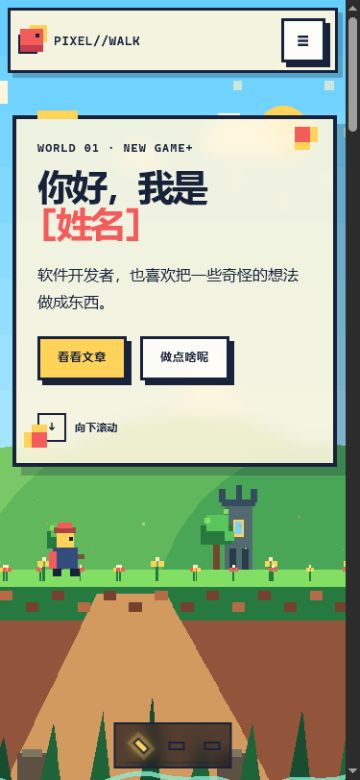 PIXEL//WALK
WORLD 01 · NEW GAME+
你好，我是
[姓名]
软件开发者，也喜欢把一些奇怪的想法
做成东西。
看看文章
做点啥呢
↓ 向下滚动